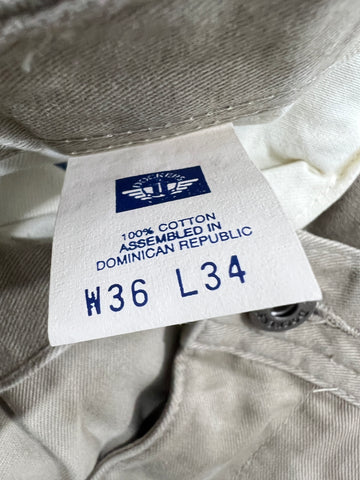 DOCKERS
100% COTTON
ASSEMBLED IN
DOMINICAN REPUBLIC
W36 L34